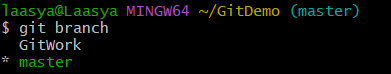 laasya@Laasya MINGW64 ~/GitDemo (master)
$ git branch
  GitWork
* master